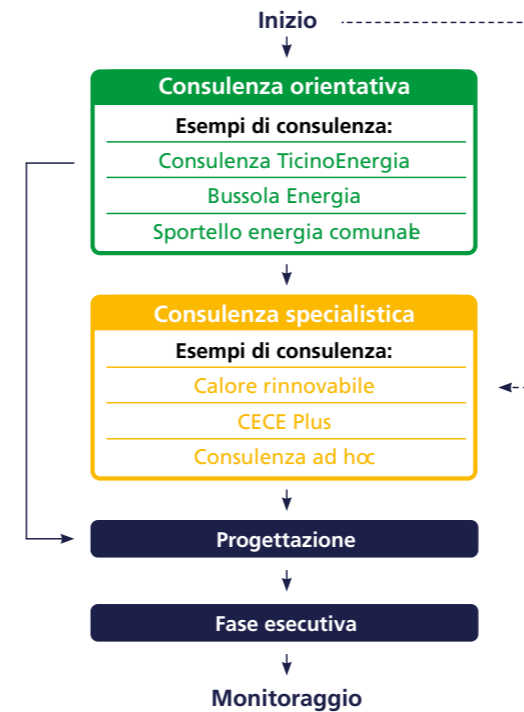 Inizio
Consulenza orientativa
Esempi di consulenza:
Consulenza TicinoEnergia
Bussola Energia
Sportello energia comunale
Consulenza specialistica
Esempi di consulenza:
Calore rinnovabile
CECE Plus
Consulenza ad hoc
Progettazione
Fase esecutiva
Monitoraggio